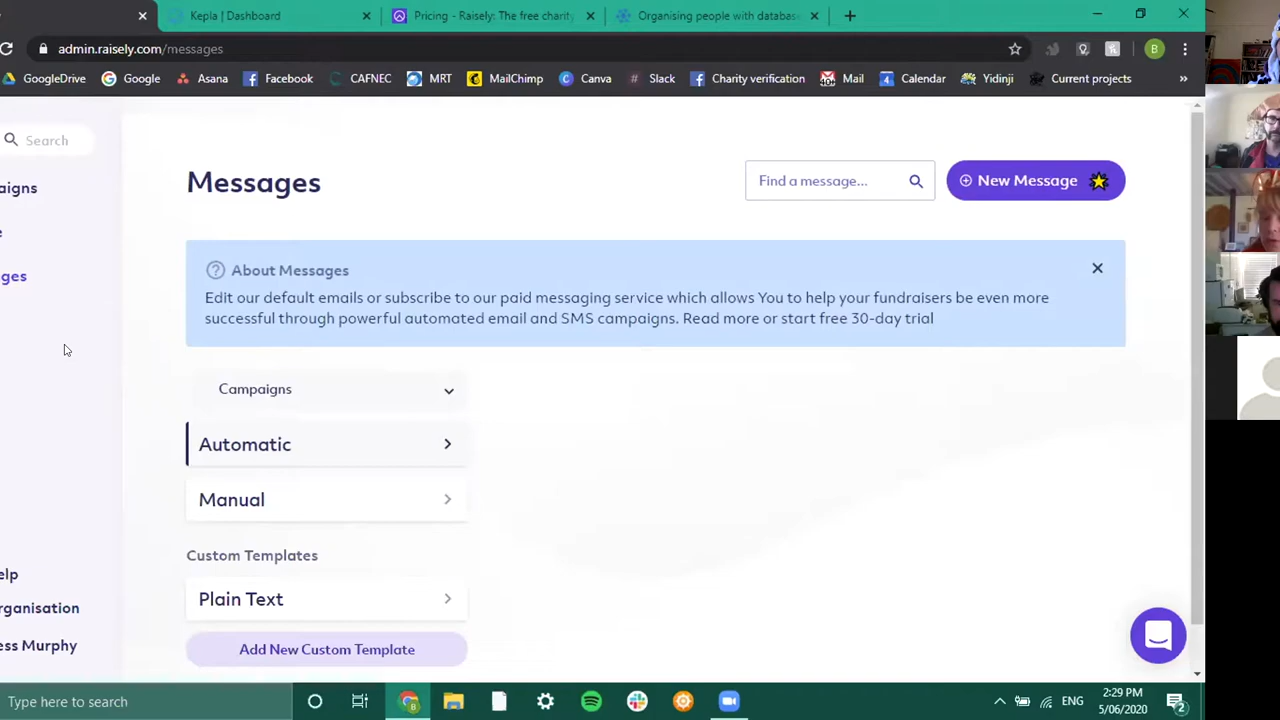 Kepla | Dashboard
Pricing - Raisely: The free charity
Organising people with database
admin.raisely.com/messages
B
GoogleDrive
Google
Asana
Facebook
CAFNEC
MRT
MailChimp
Canva
Slack
Charity verification
Mail
Calendar
Yidinji
Current projects
Search
aigns
e
ges
elp
rganisation
ess Murphy
Messages
Find a message...
New Message
About Messages
Edit our default emails or subscribe to our paid messaging service which allows You to help your fundraisers be even more
successful through powerful automated email and SMS campaigns. Read more or start free 30-day trial
Campaigns
Automatic
Manual
Custom Templates
Plain Text
Add New Custom Template
Type here to search
ENG
2:29 PM
5/06/2020
2